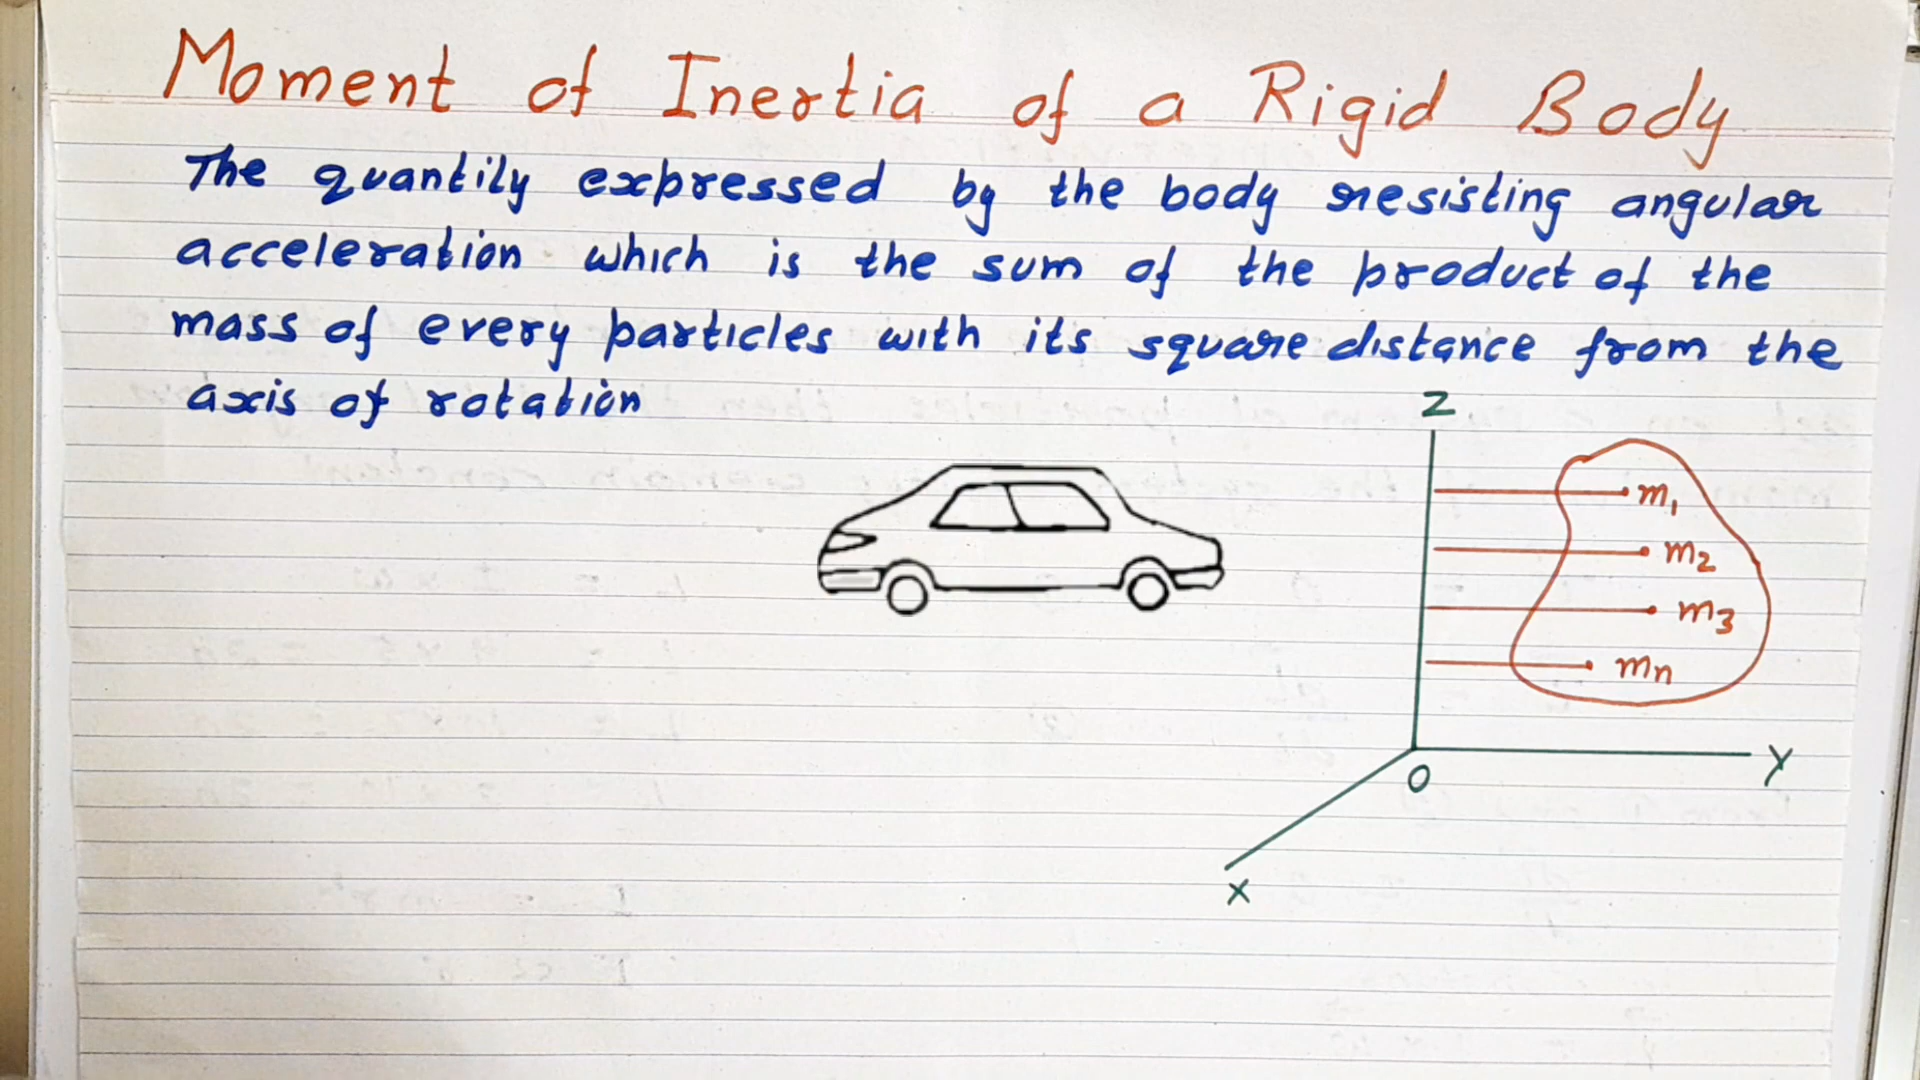 Moment of Inertia of a Rigid Body
The quantily expressed by the body resisting angular
acceleration which is the sum of the product of the
mass of every particles with its square distance from the
axis of rotation
Z
m1
m2
m3
mn
Y
O
X